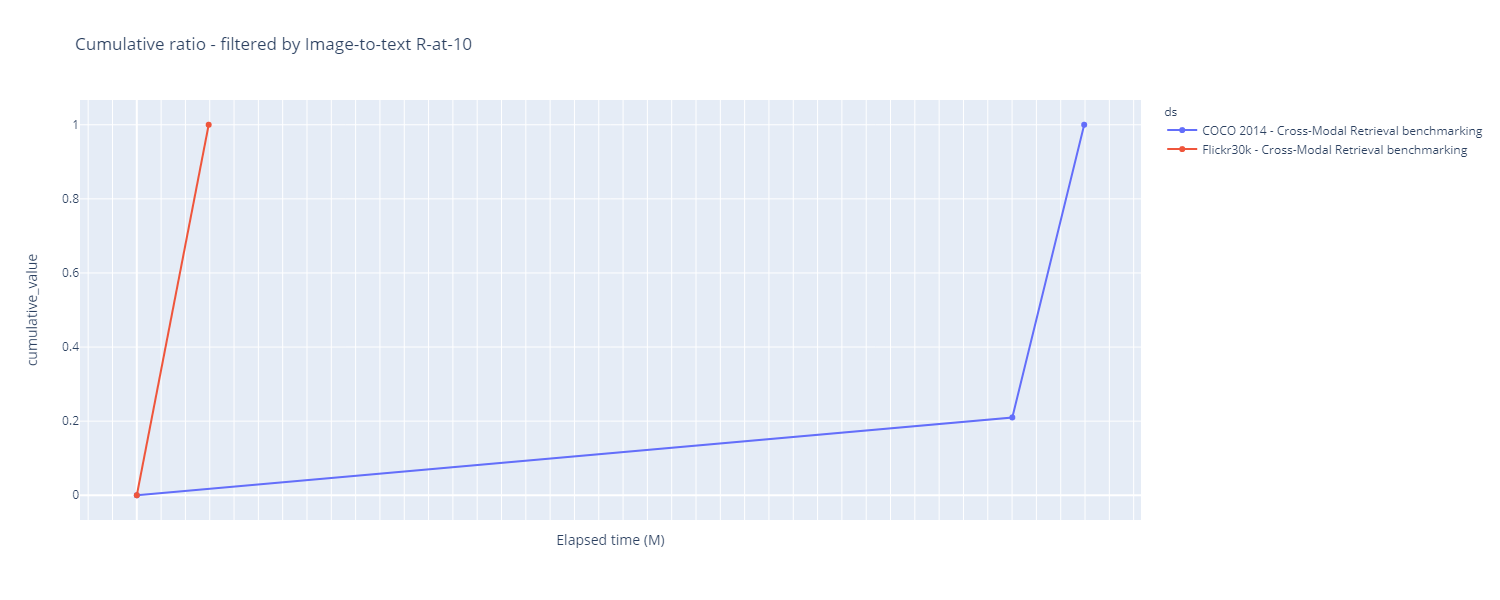 Cumulative ratio - filtered by Image-to-text R-at-10
ds
COCO 2014 - Cross-Modal Retrieval benchmarking
Flickr30k - Cross-Modal Retrieval benchmarking
1
0.8
0.6
0.4
0.2
0
cumulative_value
Elapsed time (M)